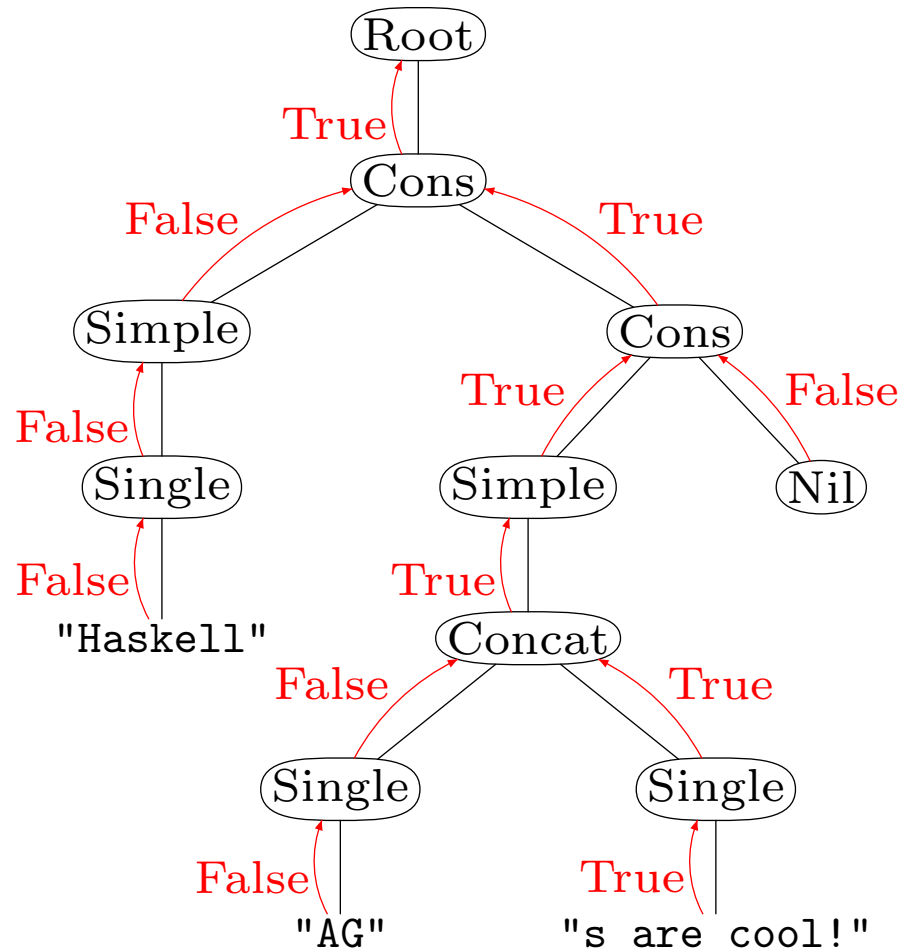 Root
True
Cons
False
True
Simple
Cons
False
True
False
Single
Simple
Nil
False
True
"Haskell"
Concat
False
True
Single
Single
False
True
"AG"
"s are cool!"